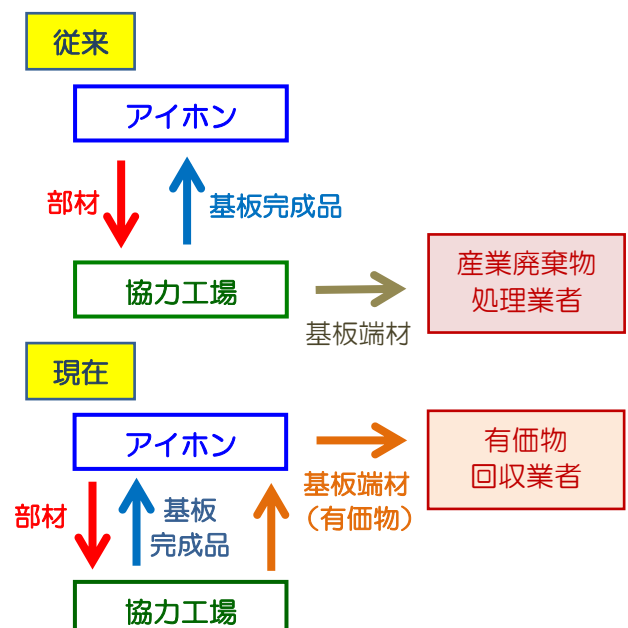 従来
アイホン
部材
基板完成品
協力工場
産業廃棄物
処理業者
基板端材
現在
アイホン
有価物
回収業者
部材
基板
完成品
基板端材
（有価物）
協力工場